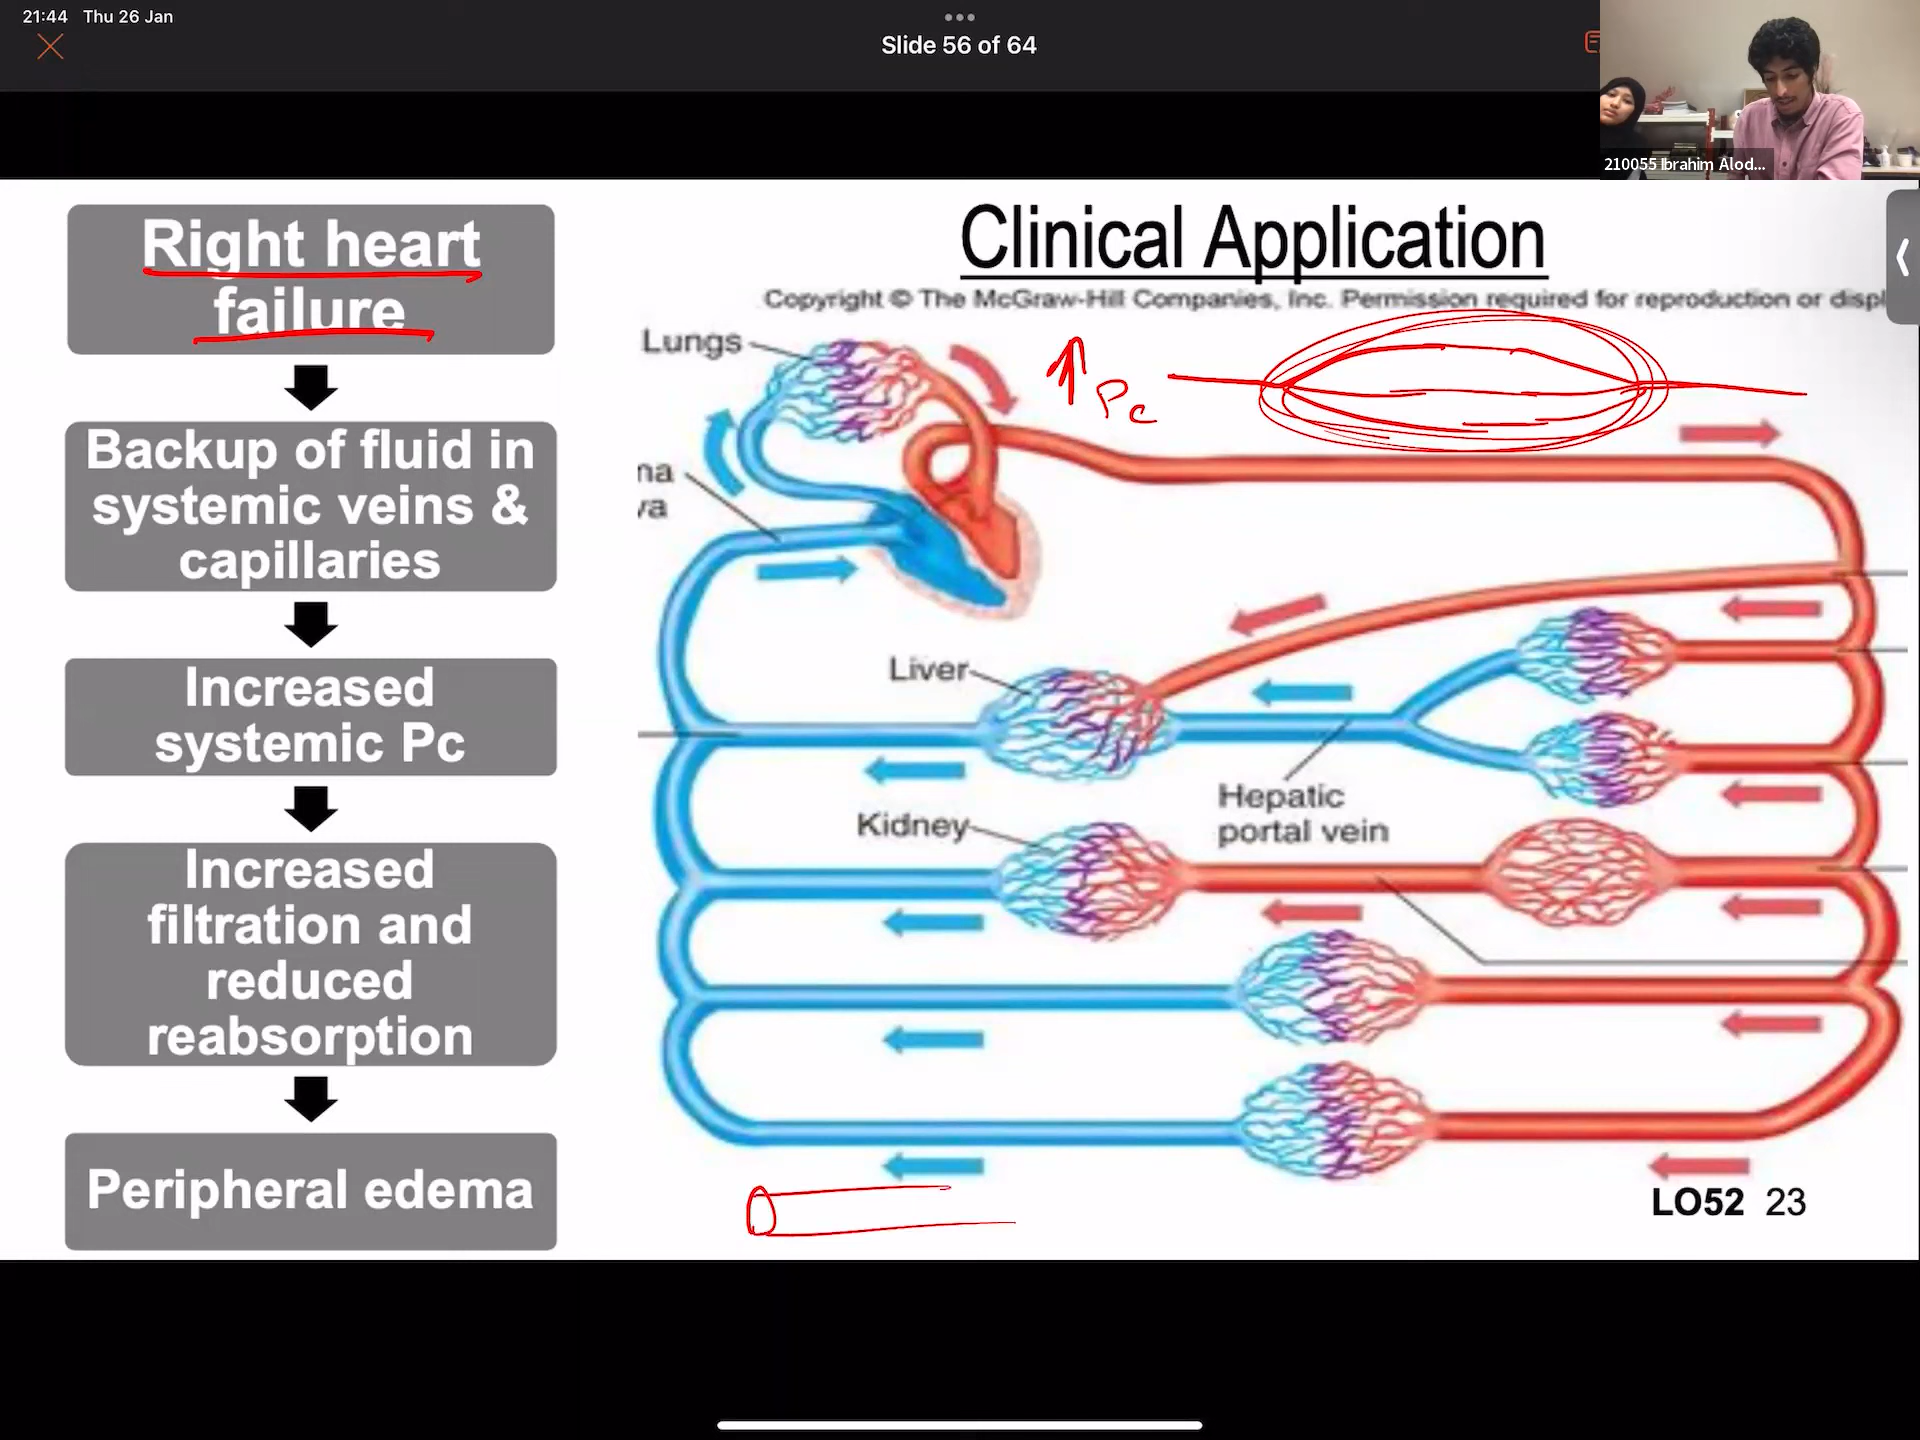 21:44 Thu 26 Jan
Slide 56 of 64
210055 Ibrahim Alod...
Right heart
failure
Backup of fluid in
systemic veins &
capillaries
Increased
systemic Pc
Increased
filtration and
reduced
reabsorption
Peripheral edema
Clinical Application
Copyright © The McGraw-Hill Companies, Inc. Permission required for reproduction or displ
Lungs
Pc
na
va
Liver
Hepatic
portal vein
Kidney
LO52 23